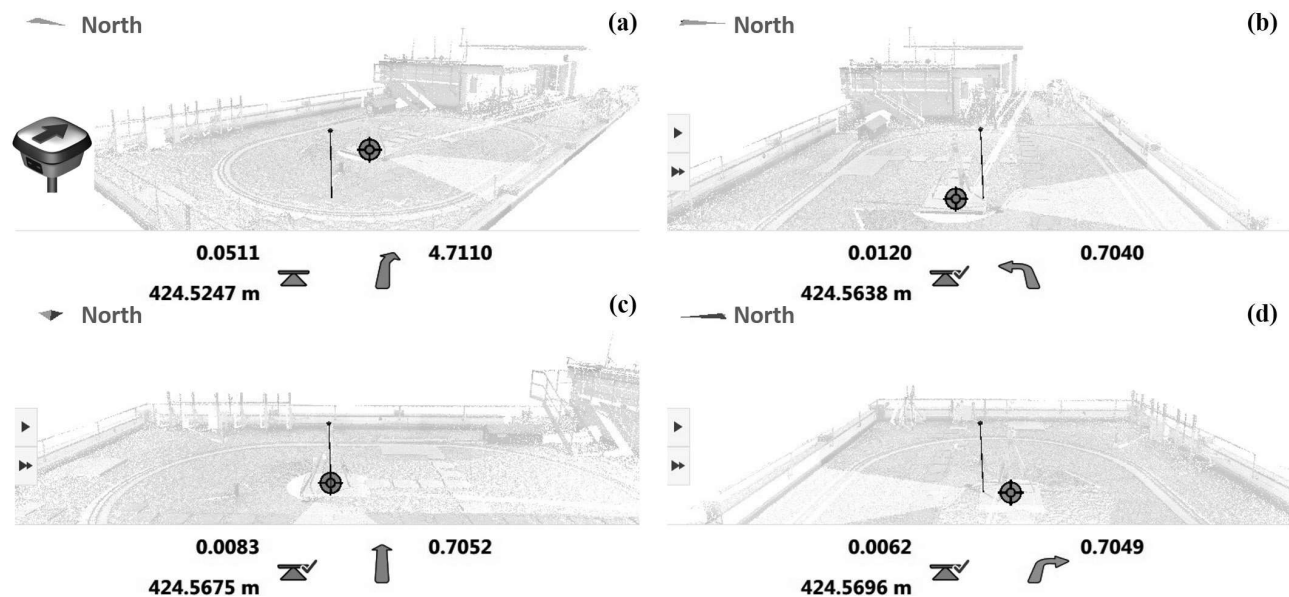 North
(a)
0.0511
4.7110
424.5247 m
North
(b)
0.0120
0.7040
424.5638 m
North
(c)
0.0083
0.7052
424.5675 m
North
(d)
0.0062
0.7049
424.5696 m